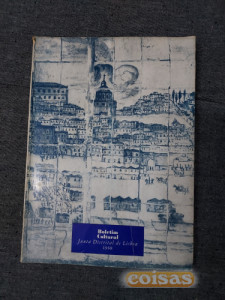 Boletim
Cultural
Junta Distrital de Lisboa
coisas